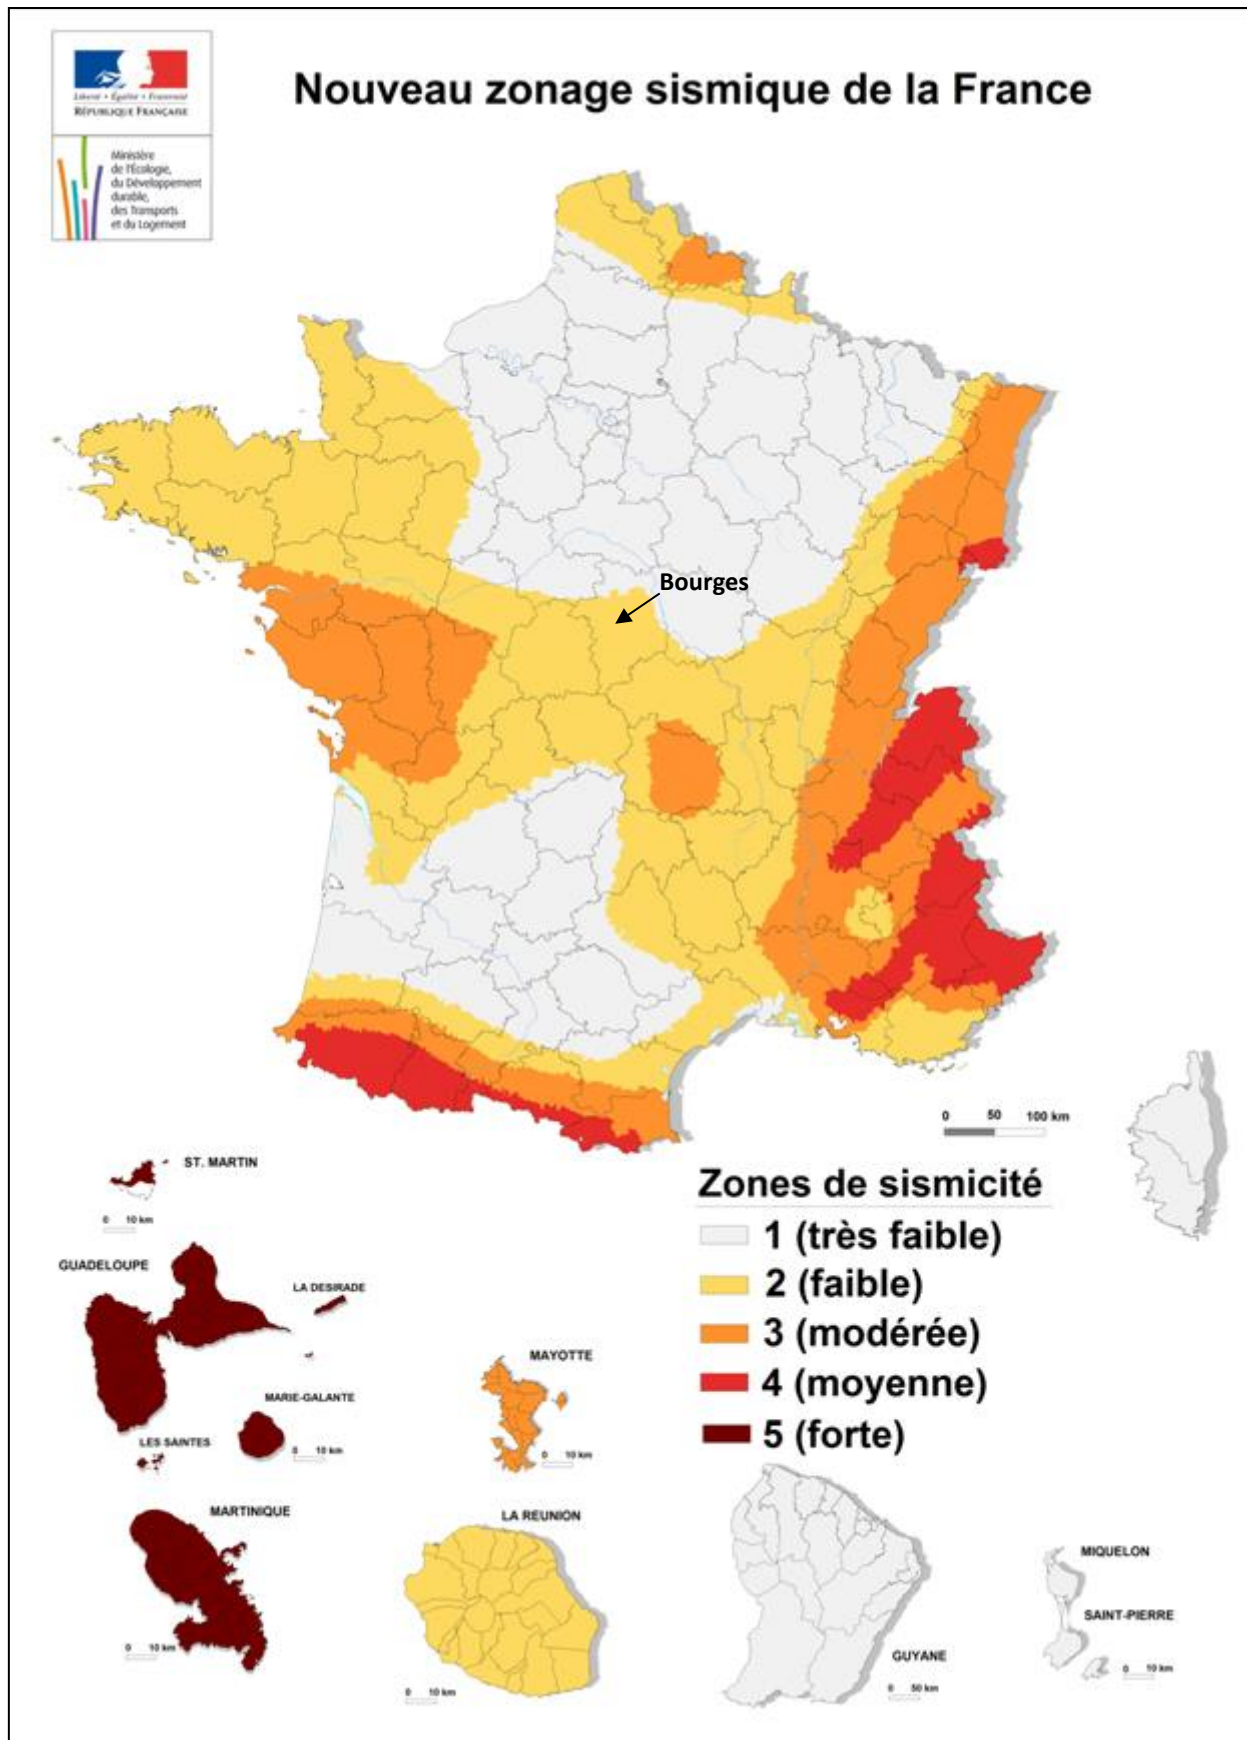 Liberté • Égalité • Fraternité
RÉPUBLIQUE FRANÇAISE
Nouveau zonage sismique de la France
Ministère
de l'Écologie,
du Développement
durable,
des Transports
et du Logement
Bourges
0 50 100 km
ST. MARTIN
0 10 km
GUADELOUPE
LA DESIRADE
MARIE-GALANTE
LES SAINTES
0 10 km
MAYOTTE
0 10 km
Zones de sismicité
1 (très faible)
2 (faible)
3 (modérée)
4 (moyenne)
5 (forte)
MARTINIQUE
0 10 km
LA REUNION
0 10 km
GUYANE
0 50 km
MIQUELON
SAINT-PIERRE
0 10 km